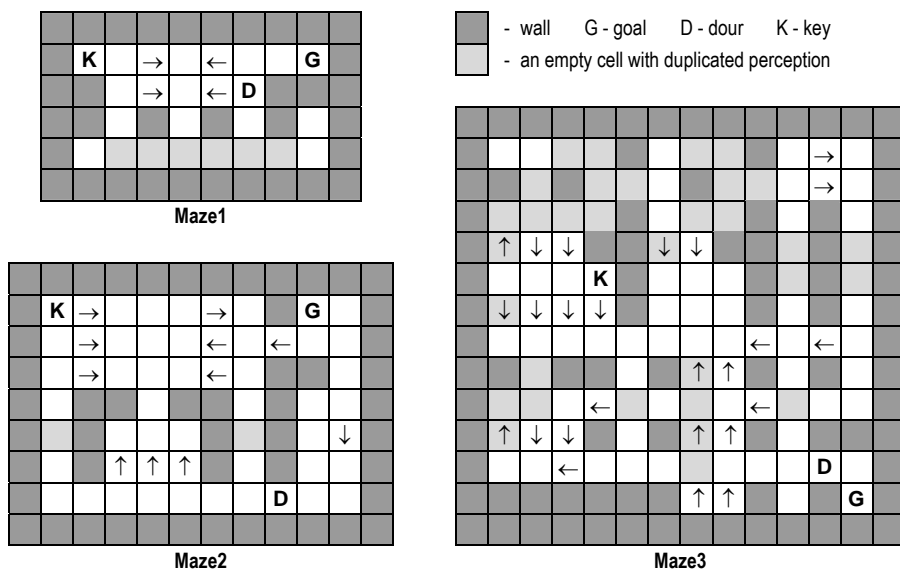 K → ← G
→ ← D
Maze1
- wall G - goal D - dour K - key
- an empty cell with duplicated perception
K → → G
→ ← ←
→ ←
↓
↑ ↑ ↑
D
Maze2
→
→
↑ ↓ ↓ ↓ ↓
K
↓ ↓ ↓ ↓
← ←
↑ ↑
← ←
↑ ↓ ↓ ↑ ↑
← D
↑ ↑ G
Maze3